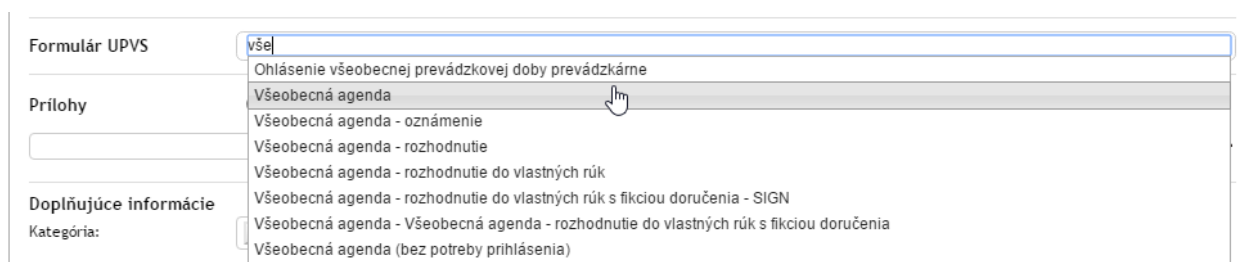 Formulár UPVS
vše
Ohlásenie všeobecnej prevádzkovej doby prevádzkárne
Prílohy
Všeobecná agenda
Všeobecná agenda - oznámenie
Všeobecná agenda - rozhodnutie
Všeobecná agenda - rozhodnutie do vlastných rúk
Doplňujúce informácie
Všeobecná agenda - rozhodnutie do vlastných rúk s fikciou doručenia - SIGN
Kategória:
Všeobecná agenda - Všeobecná agenda - rozhodnutie do vlastných rúk s fikciou doručenia
Všeobecná agenda (bez potreby prihlásenia)